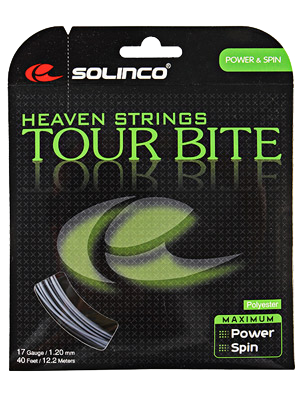 SOLINCO
POWER & SPIN
HEAVEN STRINGS
TOUR BITE
Polyester
MAXIMUM
Power
Spin
17 Gauge / 1.20 mm
40 Feet / 12.2 Meters